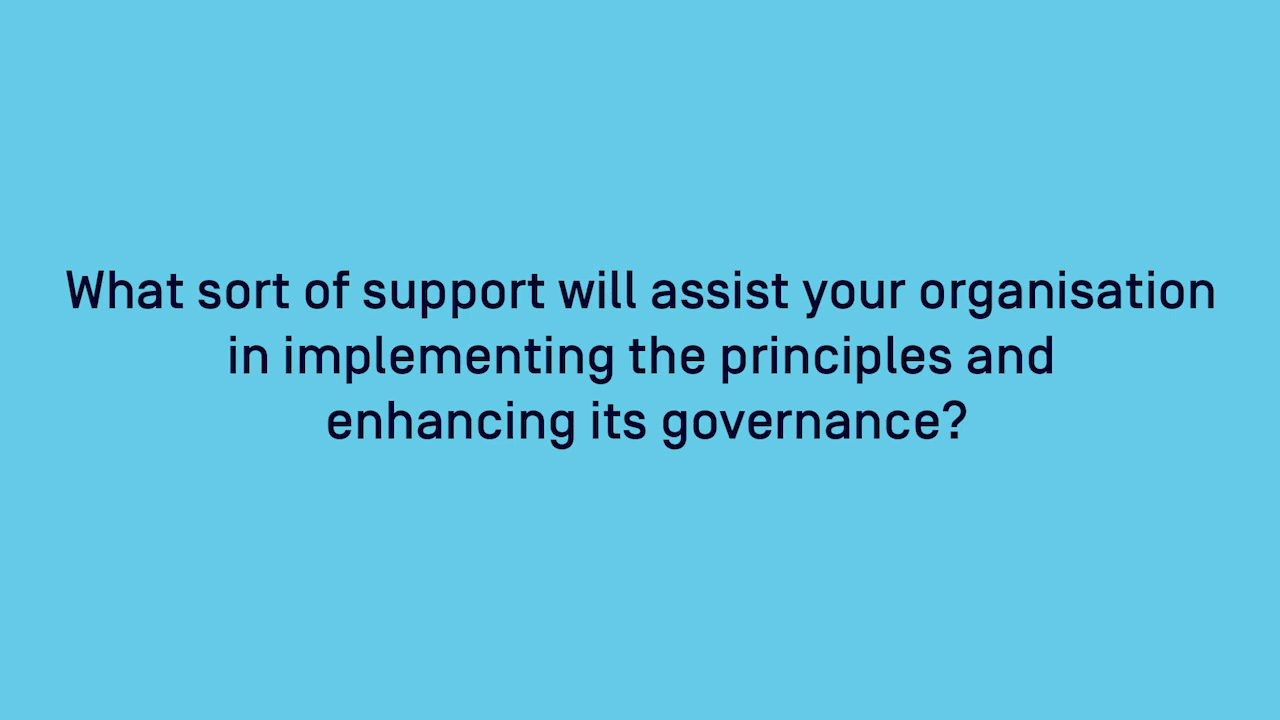 What sort of support will assist your organisation
in implementing the principles and
enhancing its governance?